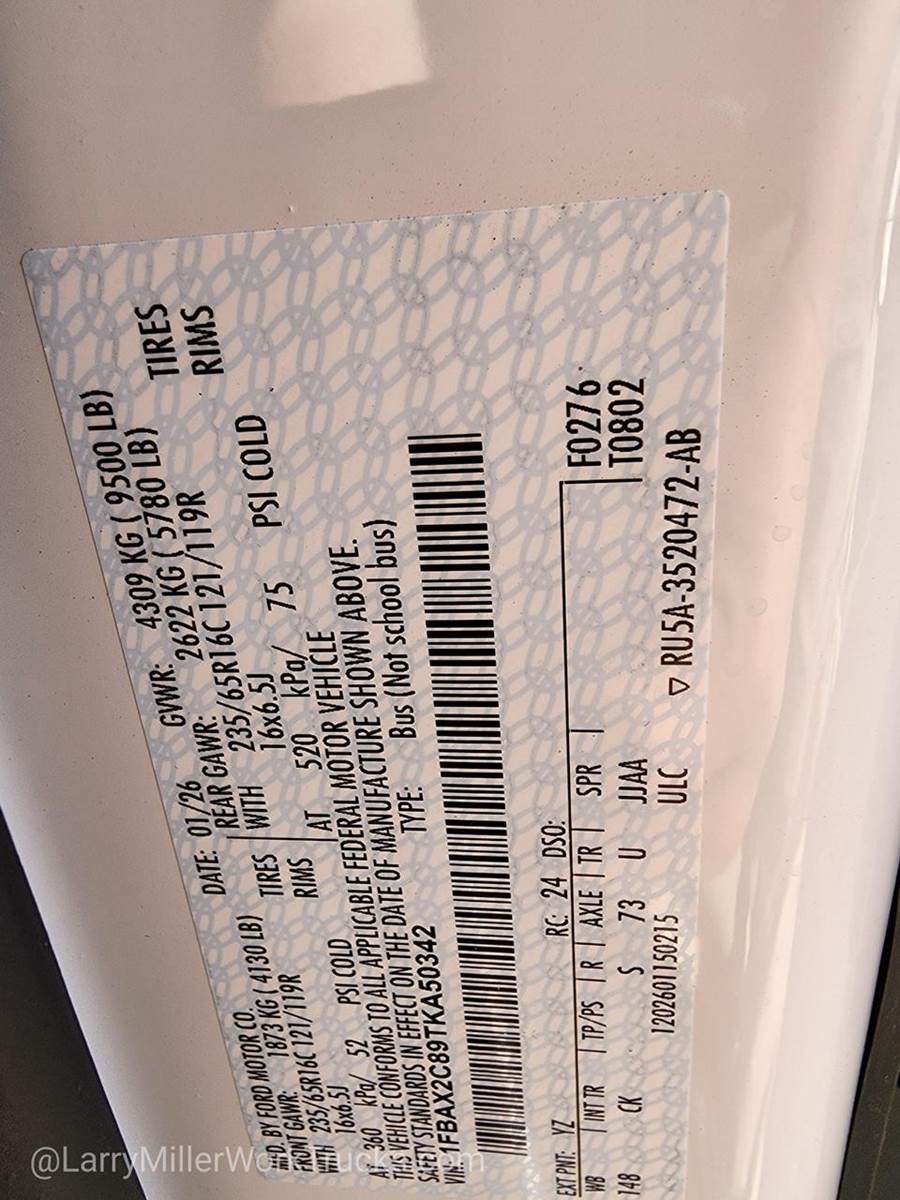 MFD. BY FORD MOTOR CO. DATE: 01/26 GVWR: 4309 KG ( 9500 LB)
FRONT GAWR: 1873 KG ( 4130 LB) REAR GAWR: 2622 KG ( 5780 LB)
235/65R16C 121/119R TIRES WITH 235/65R16C 121/119R TIRES
16x6.5J RIMS 16x6.5J RIMS
AT 360 kPa/ 52 PSI COLD AT 520 kPa/ 75 PSI COLD
THIS VEHICLE CONFORMS TO ALL APPLICABLE FEDERAL MOTOR VEHICLE
SAFETY STANDARDS IN EFFECT ON THE DATE OF MANUFACTURE SHOWN ABOVE.
VIN: 1FBAX2C89TKA50342 TYPE: Bus (Not school bus)
EXT PNT: YZ RC: 24 DSO: F0276
WB INT TR TP/PS R AXLE TR SPR T0802
148 CK S 73 U JJAA
1202601150215 ULC ▽ RU5A-3520472-AB
@LarryMillerWorkTrucks.com